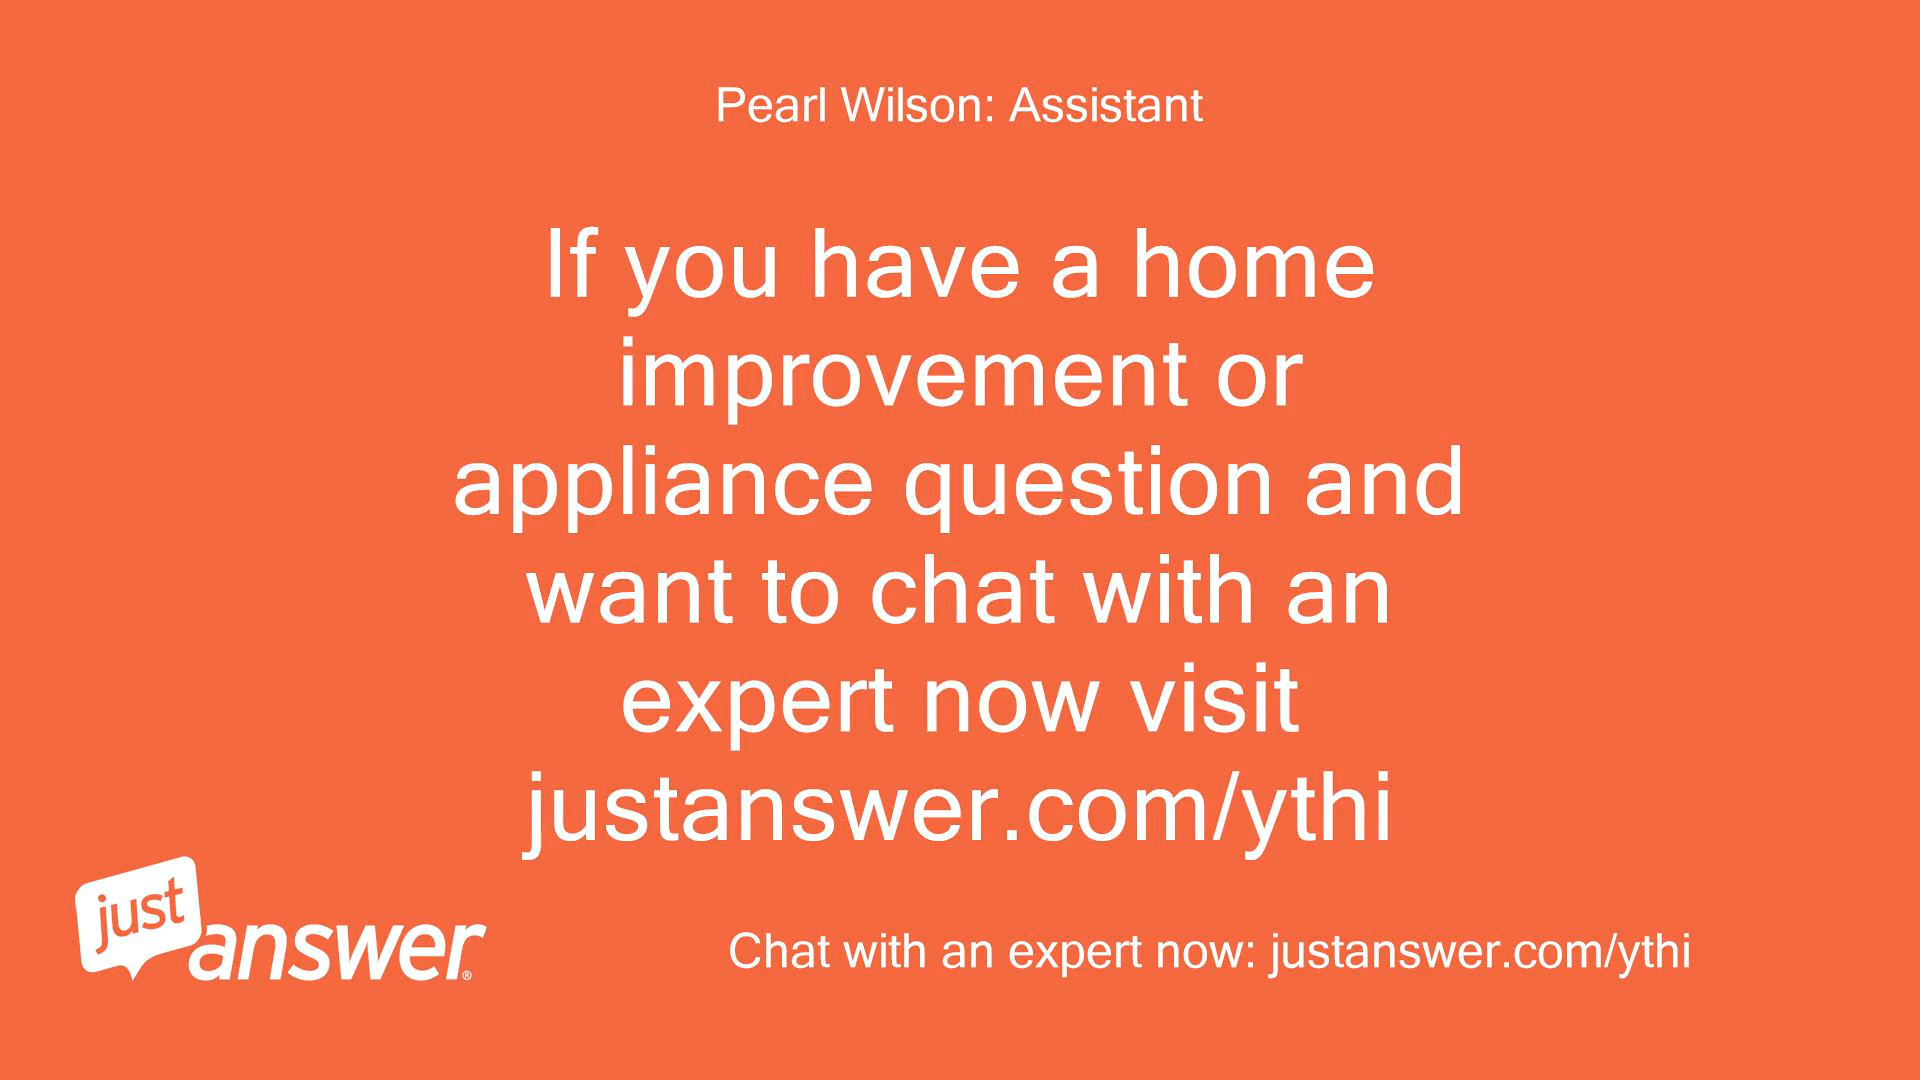 Pearl Wilson: Assistant
If you have a home
improvement or
appliance question and
want to chat with an
expert now visit
justanswer.com/ythi
just
answer®
Chat with an expert now: justanswer.com/ythi